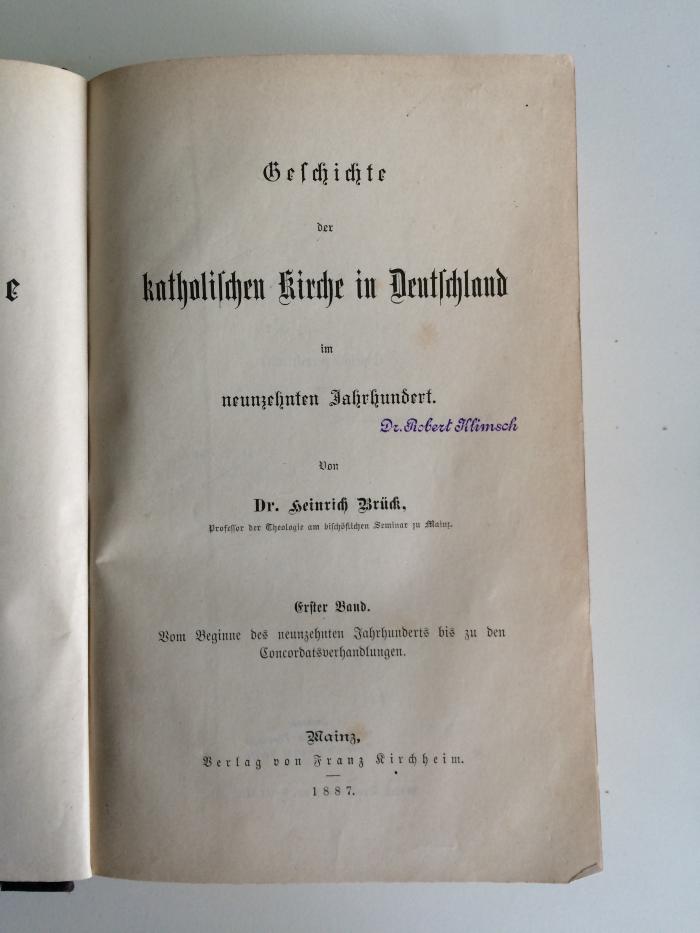 e
Geschichte
der
katholischen Kirche in Deutschland
im
neunzehnten Jahrhundert.
Dr. Robert Klimsch
Von
Dr. Heinrich Brück,
Professor der Theologie am bischöflichen Seminar zu Mainz.
Erster Band.
Vom Beginne des neunzehnten Jahrhunderts bis zu den
Concordatsverhandlungen.
Mainz,
Verlag von Franz Kirchheim.
1887.